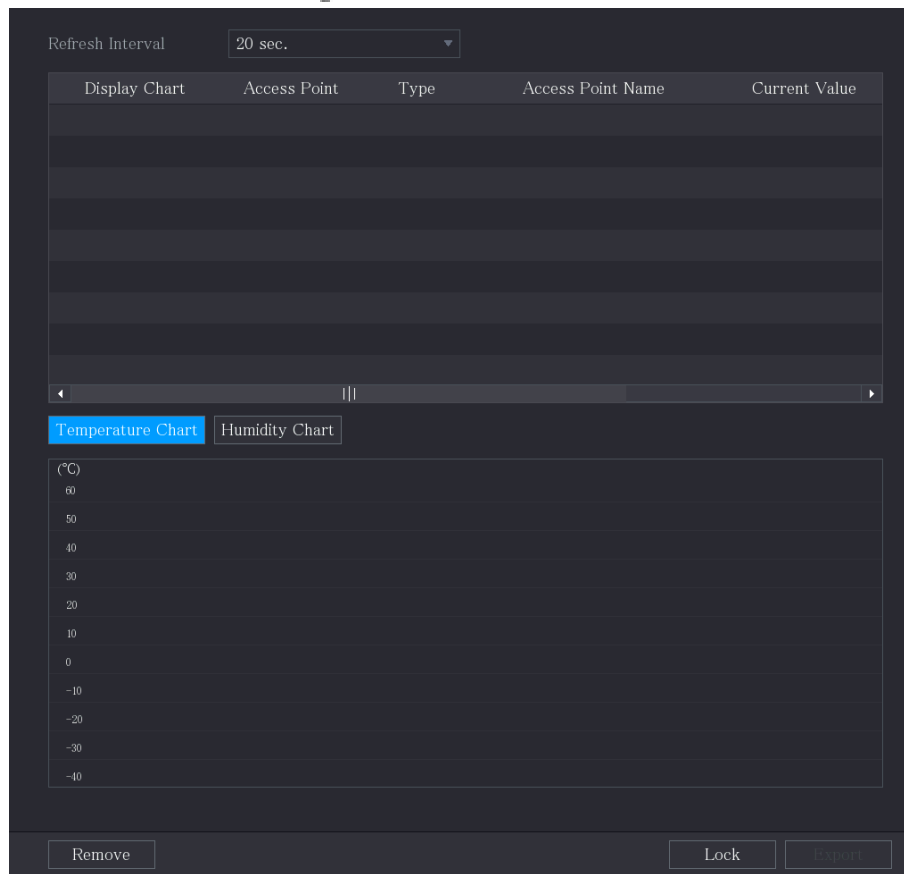 Refresh Interval 20 sec.
Display Chart Access Point Type Access Point Name Current Value
Temperature Chart Humidity Chart
(°C)
60
50
40
30
20
10
0
-10
-20
-30
-40
Remove Lock Export